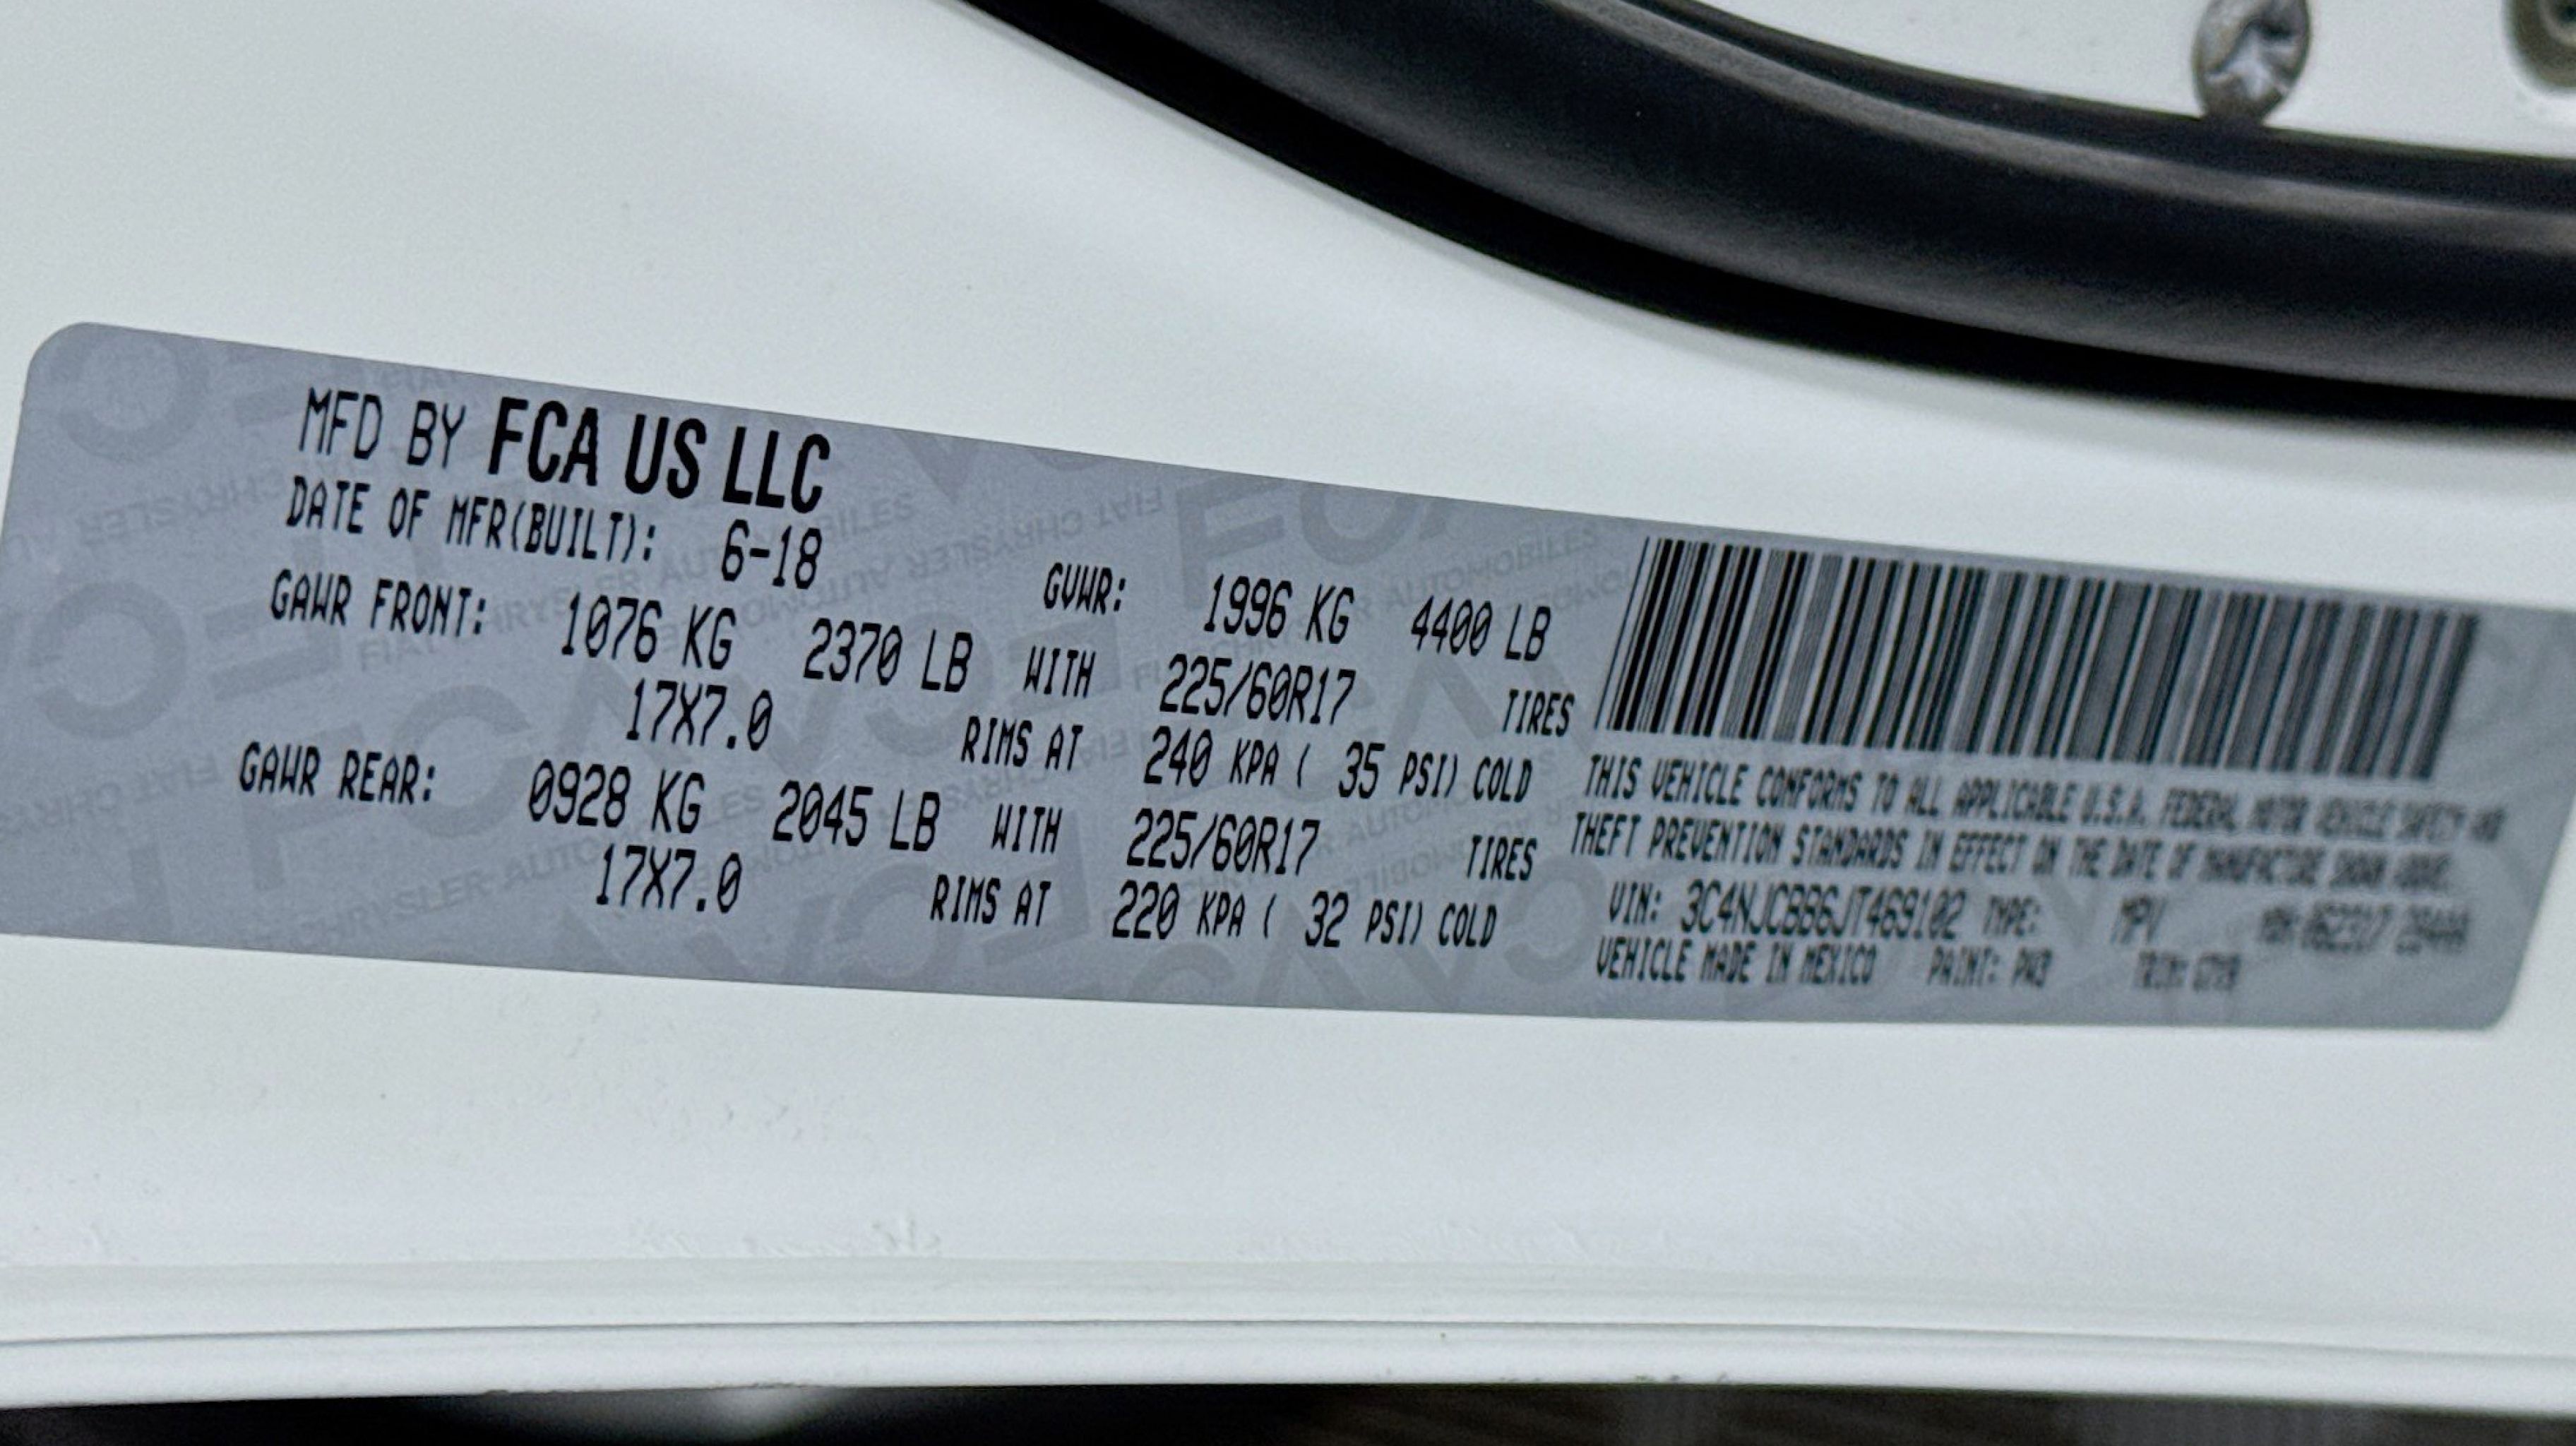 MFD BY FCA US LLC
DATE OF MFR(BUILT): 6-18 GVWR: 1996 KG 4400 LB
GAWR FRONT: 1076 KG 2370 LB WITH 225/60R17 TIRES
17X7.0 RIMS AT 240 KPA ( 35 PSI) COLD
GAWR REAR: 0928 KG 2045 LB WITH 225/60R17 TIRES
17X7.0 RIMS AT 220 KPA ( 32 PSI) COLD
THIS VEHICLE CONFORMS TO ALL APPLICABLE U.S.A. FEDERAL MOTOR VEHICLE SAFETY AND
THEFT PREVENTION STANDARDS IN EFFECT ON THE DATE OF MANUFACTURE SHOWN ABOVE.
VIN: 3C4NJCBB6JT469102 TYPE: MPV
VEHICLE MADE IN MEXICO PAINT: PW3 TRIM: